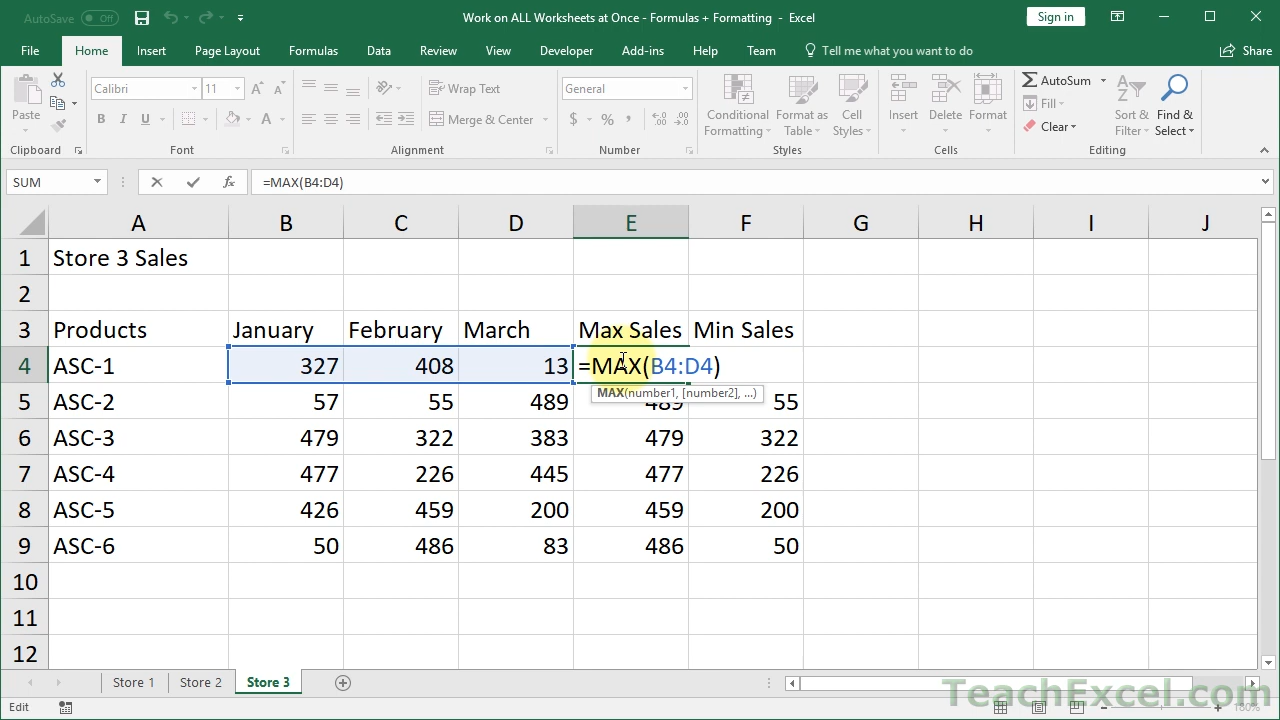 AutoSave Off Work on ALL Worksheets at Once - Formulas + Formatting - Excel Sign in
File Home Insert Page Layout Formulas Data Review View Developer Add-ins Help Team Tell me what you want to do Share
Paste Calibri 11 A A Wrap Text General Conditional Format as Cell Insert Delete Format AutoSum Sort & Find &
B I U A Merge & Center $ % , Formatting Table Styles Fill Filter Select
Clear
Clipboard Font Alignment Number Styles Cells Editing
SUM fx =MAX(B4:D4)
A B C D E F G H I J
1 Store 3 Sales
2
3 Products January February March Max Sales Min Sales
4 ASC-1 327 408 13 =MAX(B4:D4)
MAX(number1, [number2], ...)
5 ASC-2 57 55 489 489 55
6 ASC-3 479 322 383 479 322
7 ASC-4 477 226 445 477 226
8 ASC-5 426 459 200 459 200
9 ASC-6 50 486 83 486 50
10
11
12
Store 1 Store 2 Store 3
Edit TeachExcel.com 180%